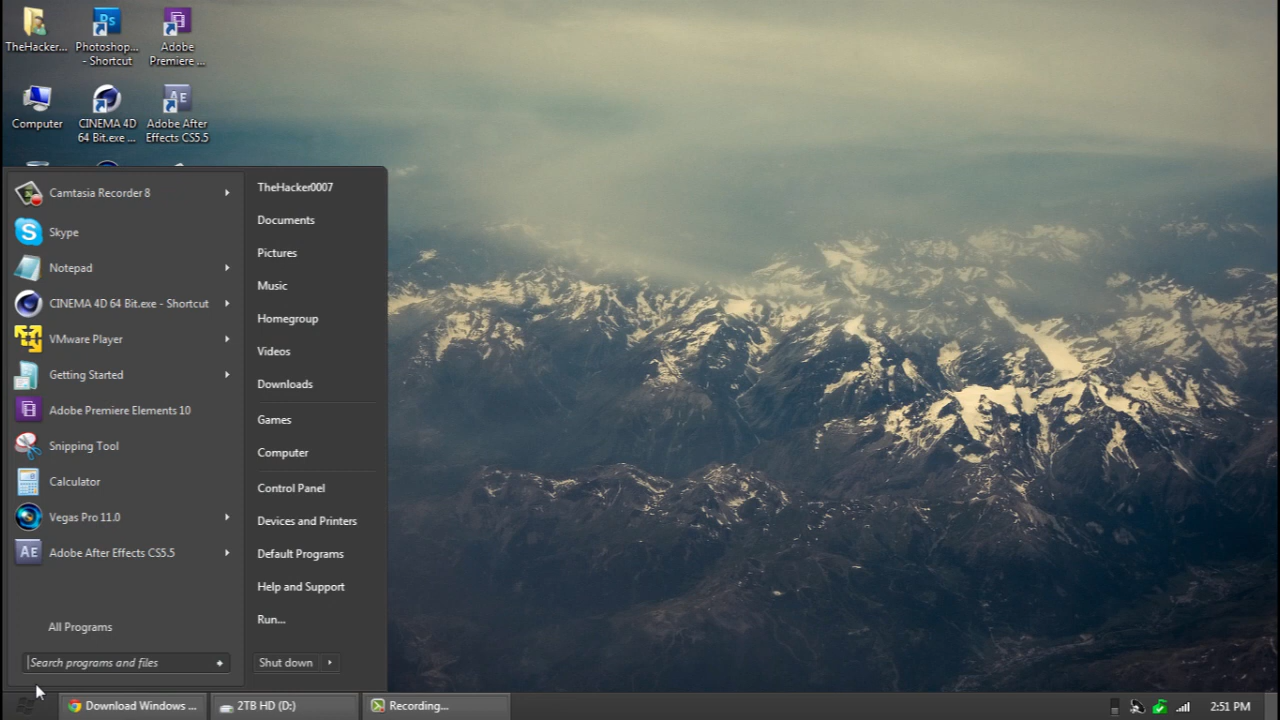 TheHacker...
Photoshop...
- Shortcut
Adobe
Premiere ...
Computer
CINEMA 4D
64 Bit.exe ...
Adobe After
Effects CS5.5
Ps
AE
Camtasia Recorder 8
Skype
Notepad
CINEMA 4D 64 Bit.exe - Shortcut
VMware Player
Getting Started
Adobe Premiere Elements 10
Snipping Tool
Calculator
Vegas Pro 11.0
AE Adobe After Effects CS5.5
All Programs
Search programs and files
TheHacker0007
Documents
Pictures
Music
Homegroup
Videos
Downloads
Games
Computer
Control Panel
Devices and Printers
Default Programs
Help and Support
Run...
Shut down
Download Windows ...
2TB HD (D:)
Recording...
2:51 PM